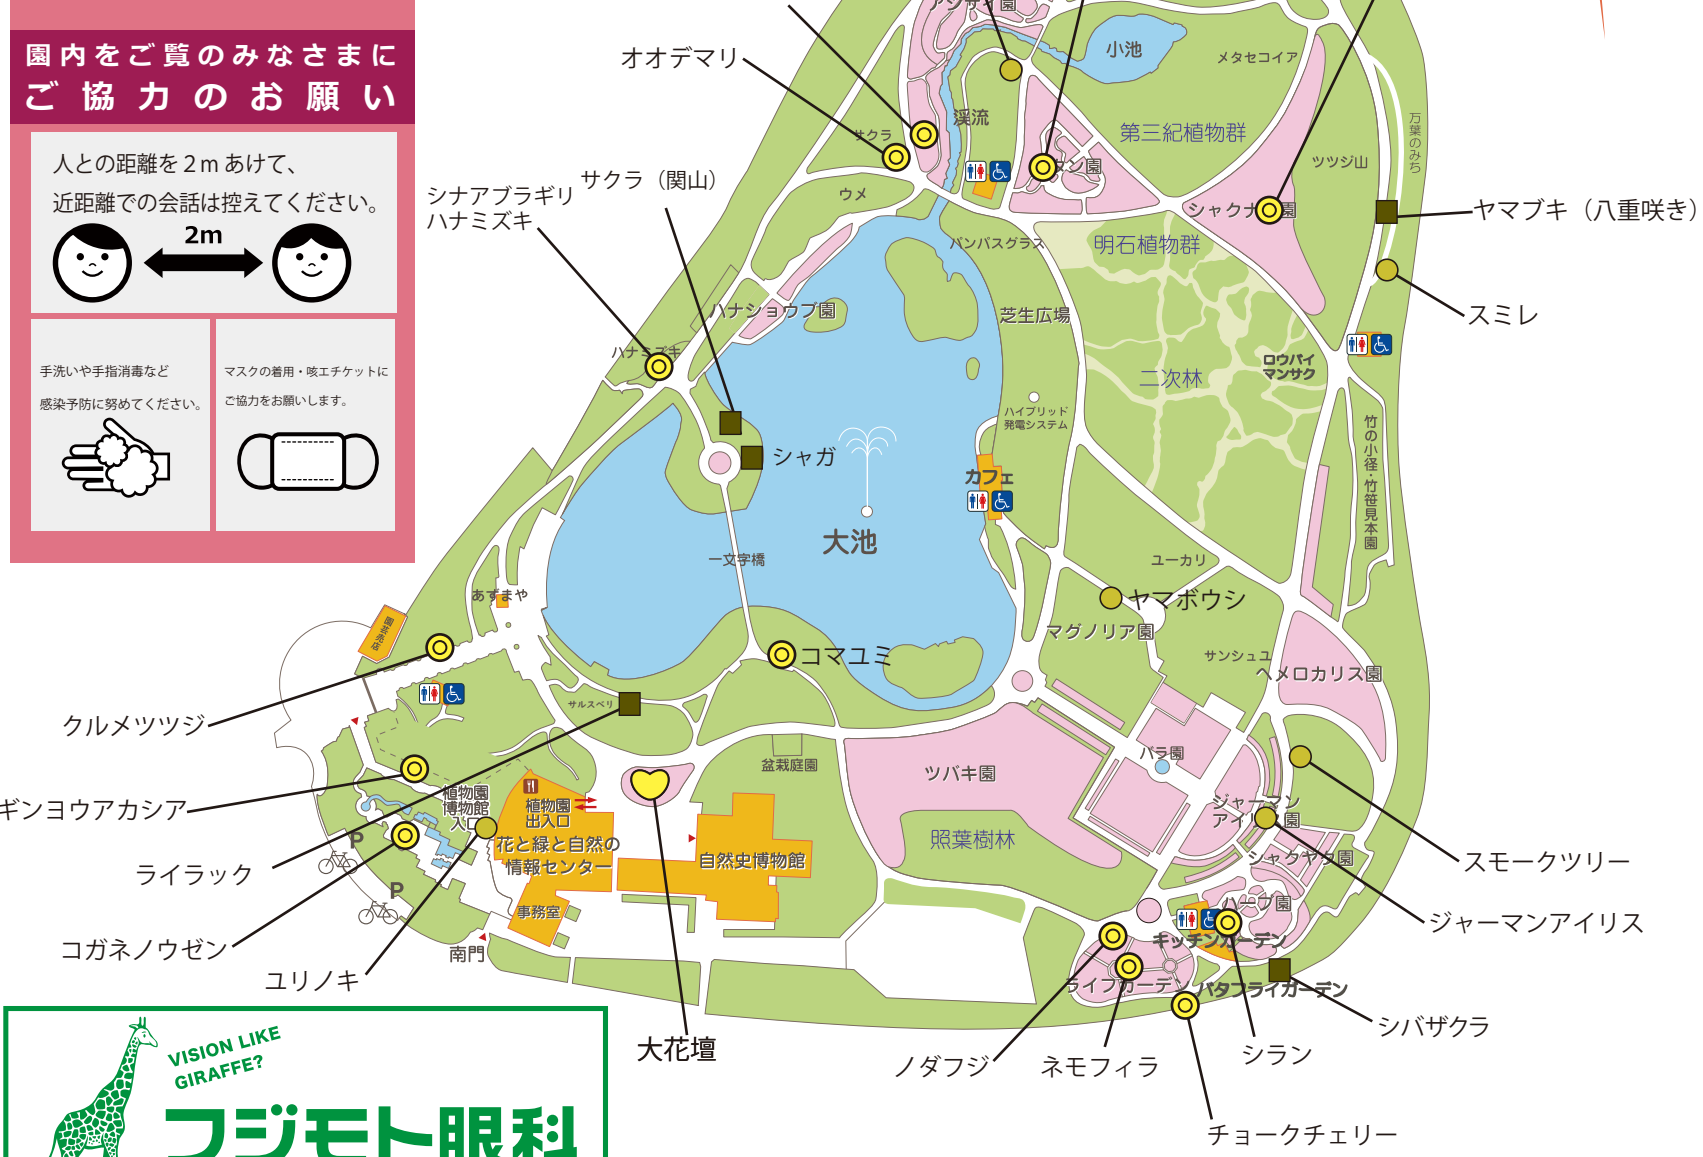 園内をご覧のみなさまに
ご協力のお願い
人との距離を2mあけて、
近距離での会話は控えてください。
2m
手洗いや手指消毒など
感染予防に努めてください。
マスクの着用・咳エチケットに
ご協力をお願いします。
アジサイ園
オオデマリ
小池
メタセコイア
渓流
サクラ
第三紀植物群
万葉のみち
ツツジ山
サクラ（関山）
シナアブラギリ
ハナミズキ
ウメ
タン園
シャクナ
園
ヤマブキ（八重咲き）
パンパスグラス
明石植物群
スミレ
ハナショウブ園
芝生広場
ハナミズキ
二次林
ロウバイ
マンサク
ハイブリッド
発電システム
竹の小径・竹笹見本園
シャガ
カフェ
大池
一文字橋
ユーカリ
あずまや
ヤマボウシ
園芸売店
マグノリア園
コマユミ
サンシュユ
ヘメロカリス園
サルスベリ
クルメツツジ
バラ園
盆栽庭園
ツバキ園
ギンヨウアカシア
植物園
博物館
入口
植物園
出入口
ジャーマン
アイリス園
花と緑と自然の
情報センター
自然史博物館
照葉樹林
シャクヤク園
スモークツリー
P
ライラック
P
事務室
ハーブ園
ジャーマンアイリス
コガネノウゼン
南門
キッチンガーデン
ユリノキ
ライフガーデン
バタフライガーデン
シバザクラ
大花壇
ノダフジ
ネモフィラ
シラン
チョークチェリー
VISION LIKE
GIRAFFE?
フジモト眼科